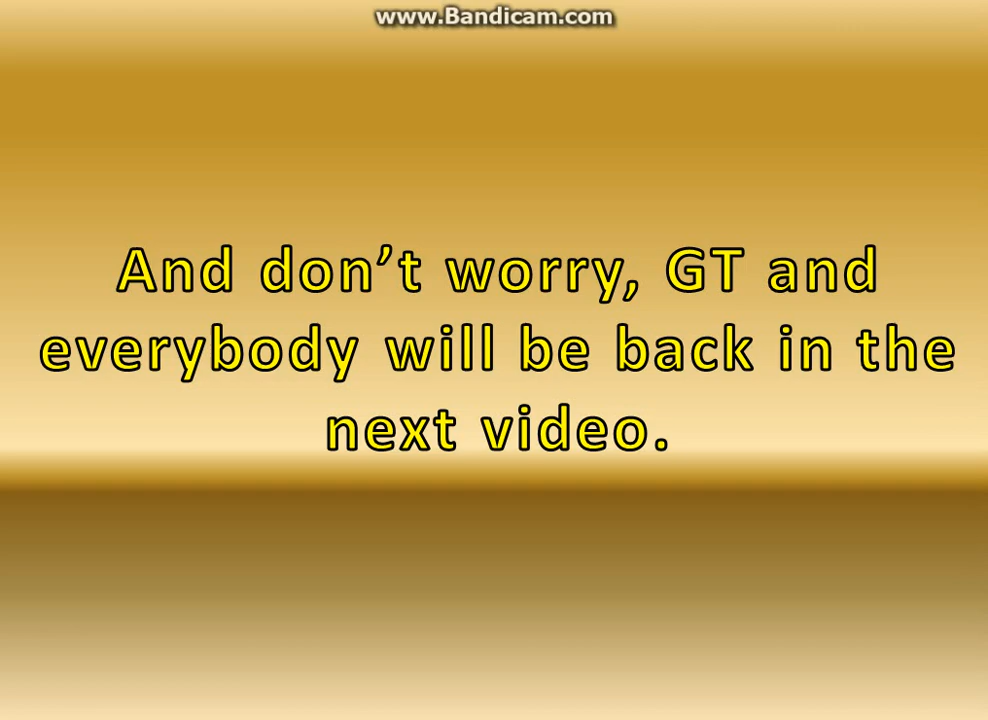 www.Bandicam.com
And don’t worry, GT and
everybody will be back in the
next video.